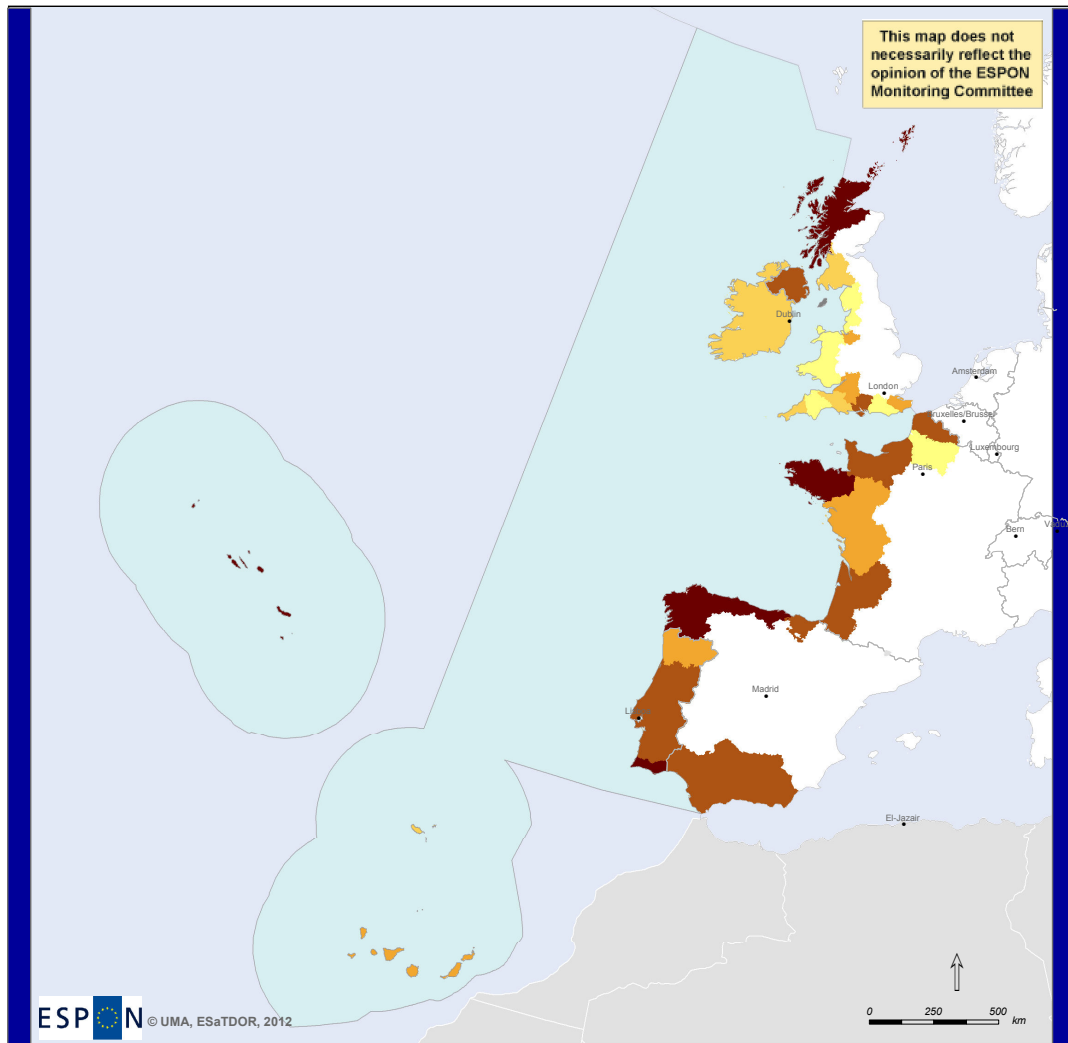 This map does not
necessarily reflect the
opinion of the ESPON
Monitoring Committee
Dublin
Amsterdam
London
Bruxelles/Brussel
Luxembourg
Paris
Bern
Madrid
El-Jazair
ESPON © UMA, ESaTDOR, 2012
0 250 500
km